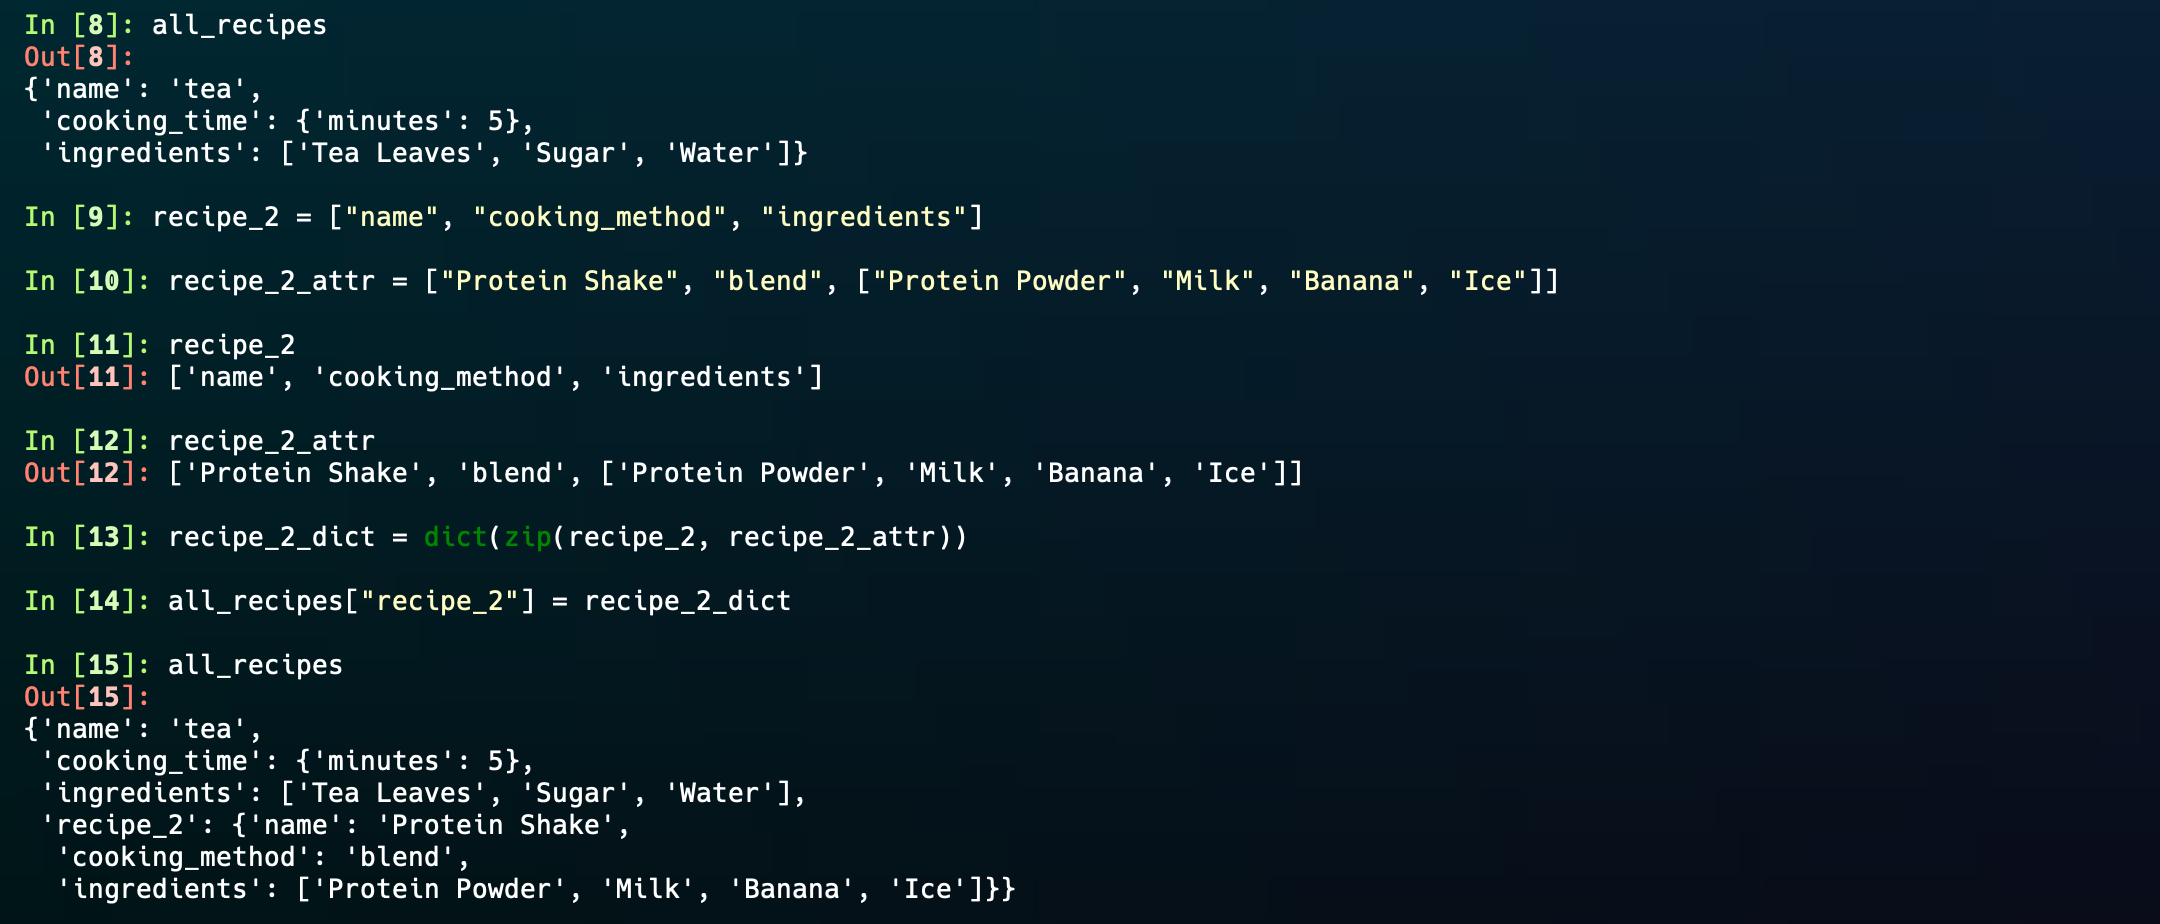 In [8]: all_recipes
Out[8]:
{'name': 'tea',
 'cooking_time': {'minutes': 5},
 'ingredients': ['Tea Leaves', 'Sugar', 'Water']}

In [9]: recipe_2 = ["name", "cooking_method", "ingredients"]

In [10]: recipe_2_attr = ["Protein Shake", "blend", ["Protein Powder", "Milk", "Banana", "Ice"]]

In [11]: recipe_2
Out[11]: ['name', 'cooking_method', 'ingredients']

In [12]: recipe_2_attr
Out[12]: ['Protein Shake', 'blend', ['Protein Powder', 'Milk', 'Banana', 'Ice']]

In [13]: recipe_2_dict = dict(zip(recipe_2, recipe_2_attr))

In [14]: all_recipes["recipe_2"] = recipe_2_dict

In [15]: all_recipes
Out[15]:
{'name': 'tea',
 'cooking_time': {'minutes': 5},
 'ingredients': ['Tea Leaves', 'Sugar', 'Water'],
 'recipe_2': {'name': 'Protein Shake',
  'cooking_method': 'blend',
  'ingredients': ['Protein Powder', 'Milk', 'Banana', 'Ice']}}